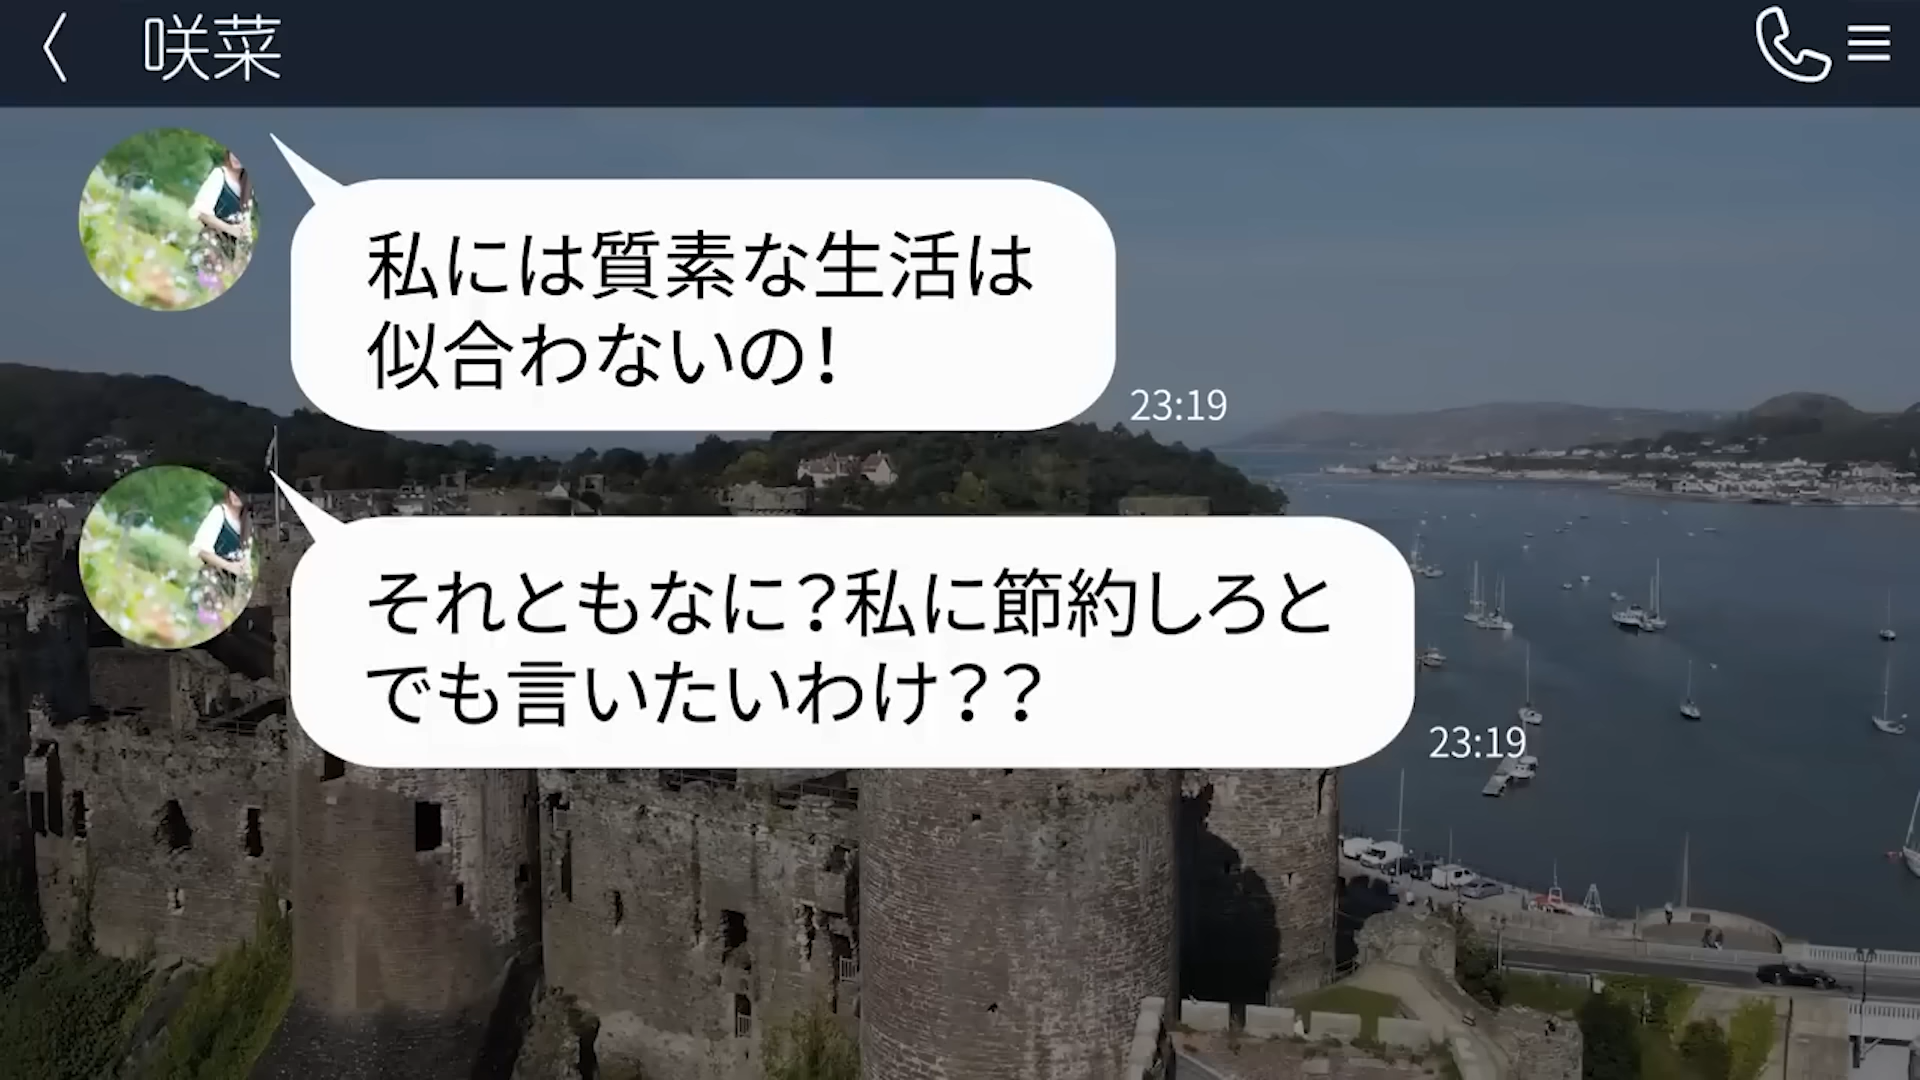 咲菜
私には質素な生活は
似合わないの！
23:19
それともなに？私に節約しろと
でも言いたいわけ？？
23:19